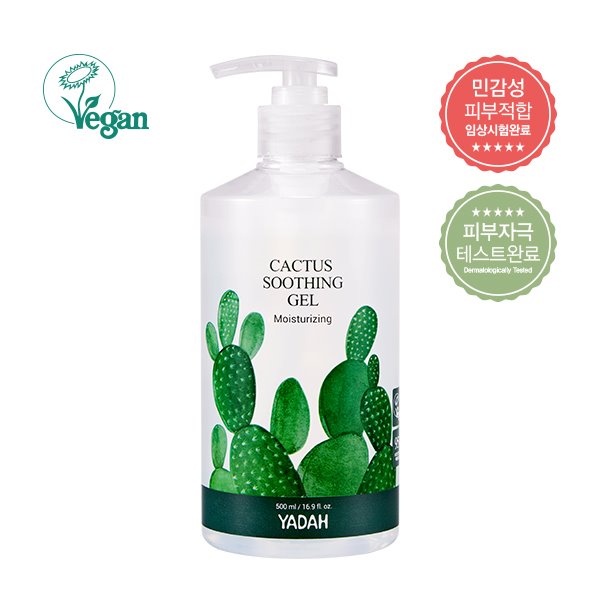 Vegan
민감성
피부적합
임상시험완료
★★★★★
★★★★★
피부자극
테스트완료
Dermatologically Tested
CACTUS
SOOTHING
GEL
Moisturizing
500 ml / 16.9 fl. oz.
YADAH